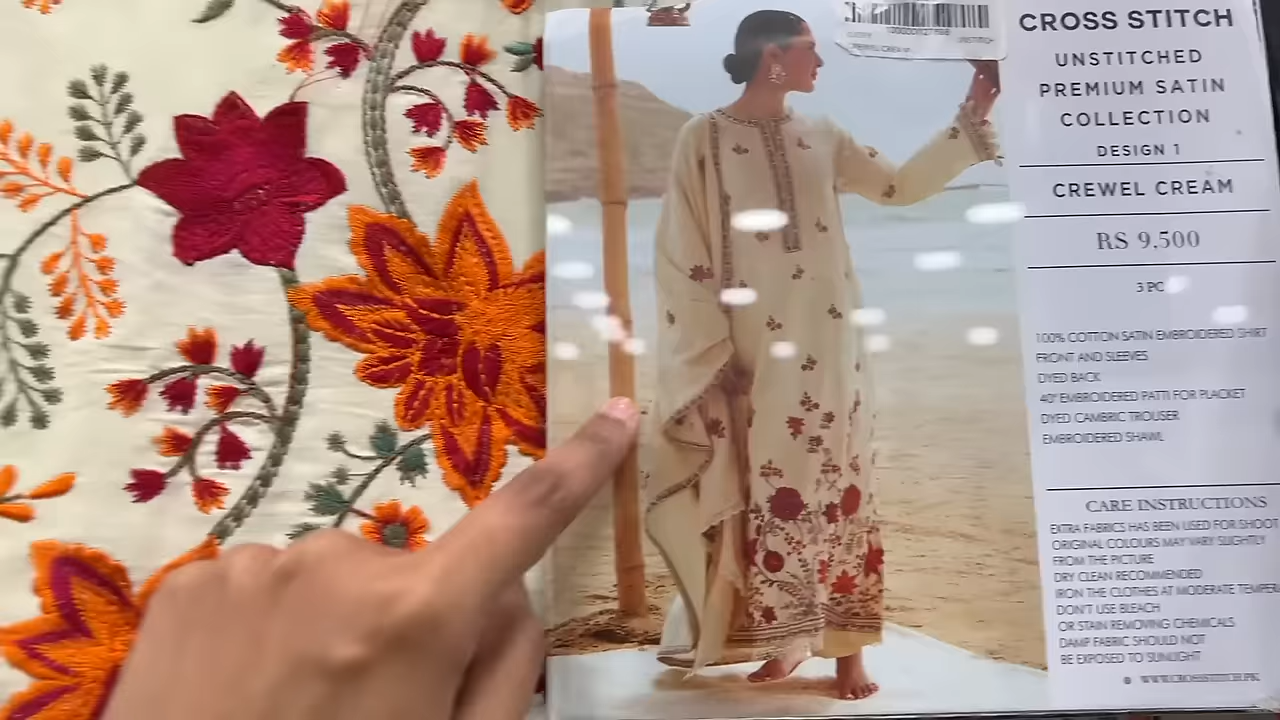 CROSS STITCH
UNSTITCHED
PREMIUM SATIN
COLLECTION
DESIGN 1
CREWEL CREAM
RS 9.500
3 PC
100% COTTON SATIN EMBROIDERED SHIRT
FRONT AND SLEEVES
DYED BACK
40" EMBROIDERED PATTI FOR PLACKET
DYED CAMBRIC TROUSER
EMBROIDERED SHAWL
CARE INSTRUCTIONS
EXTRA FABRICS HAS BEEN USED FOR SHOOT
ORIGINAL COLOURS MAY VARY SLIGHTLY
FROM THE PICTURE
DRY CLEAN RECOMMENDED
IRON THE CLOTHES AT MODERATE TEMPER
DON'T USE BLEACH
OR STAIN REMOVING CHEMICALS
DAMP FABRIC SHOULD NOT
BE EXPOSED TO SUNLIGHT
WWW.CROSSSTITCH.PK